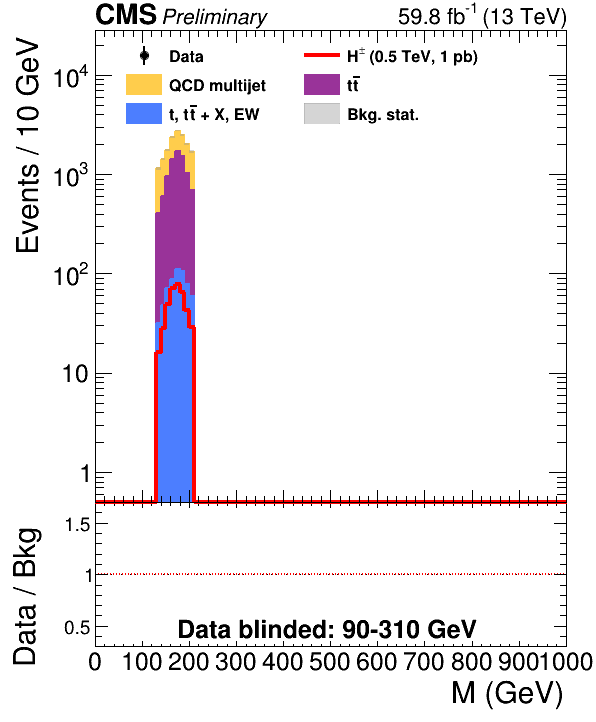 CMS Preliminary 59.8 fb⁻¹ (13 TeV)
Data H± (0.5 TeV, 1 pb)
QCD multijet tt̄
t, tt̄ + X, EW Bkg. stat.
Events / 10 GeV
10⁴
10³
10²
10
1
Data / Bkg
1.5
1
0.5
Data blinded: 90-310 GeV
0 100 200 300 400 500 600 700 800 900 1000
M (GeV)